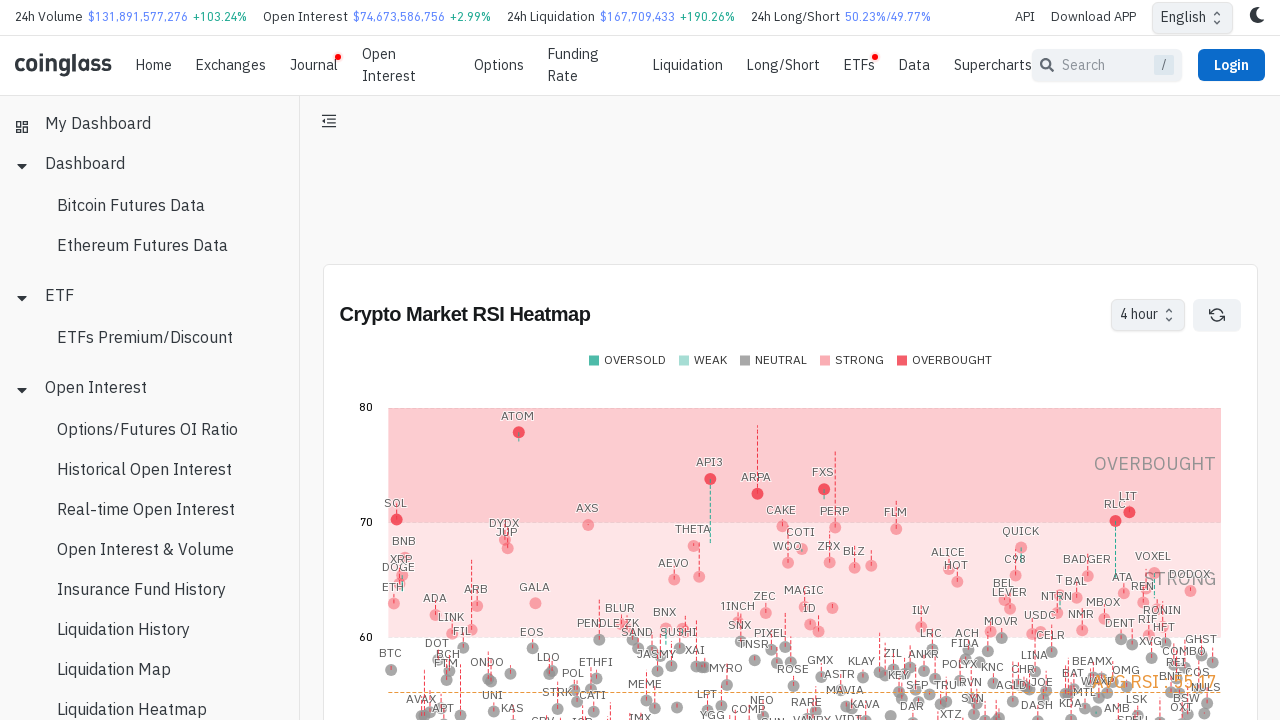 24h Volume $131,891,577,276 +103.24% Open Interest $74,673,586,756 +2.99% 24h Liquidation $167,709,433 +190.26% 24h Long/Short 50.23%/49.77% API Download APP English
coinglass Home Exchanges Journal Open Interest Options Funding Rate Liquidation Long/Short ETFs Data Supercharts Search / Login
My Dashboard
Dashboard
Bitcoin Futures Data
Ethereum Futures Data
ETF
ETFs Premium/Discount
Open Interest
Options/Futures OI Ratio
Historical Open Interest
Real-time Open Interest
Open Interest & Volume
Insurance Fund History
Liquidation History
Liquidation Map
Liquidation Heatmap
Crypto Market RSI Heatmap 4 hour
OVERSOLD WEAK NEUTRAL STRONG OVERBOUGHT
80
ATOM
API3
OVERBOUGHT
FXS
ARPA
LIT
SOL
RLC
AXS
CAKE
PERP
FLM
70
DYDX
THETA
JUP
COTI
QUICK
BNB
WOO
ZRX
BLZ
ALICE
XRP
C98
BADGER
VOXEL
DOGE
AEVO
HOT
STRONG
ATA
DODOX
T
BAL
ETH
ARB
GALA
MAGIC
BEL
REN
ADA
ZEC
LEVER
NTRN
MBOX
BLUR
BNX
1INCH
ID
ILV
USDC
NMR
RONIN
LINK
PENDLE
ZK
SNX
MOVR
DENT
RIF
HFT
60
FIL
EOS
SAND
SUSHI
PIXEL
LRC
ACH
CELR
DOT
TNSR
FIDA
XVG
GHST
BTC
BCH
LDO
JASMY
XAI
ZIL
ANKR
LINA
COMBO
FTM
ONDO
ETHFI
MYRO
ROSE
GMX
KLAY
POLYX
KNC
CHR
BEAMX
OMG
REI
POL
ASTR
KEY
BAT
COS
STRK
MEME
SFP
TRU
RVN
AGLD
JOE
AVG RSI
BNT
NULS
AVAX
UNI
CATI
LPT
NEO
RARE
MAVIA
SYN
MTL
SK
BSW
APT
KAS
COMP
KAVA
DAR
DASH
KDA
AMB
OXT
IMX
YGG
VIDT
XTZ